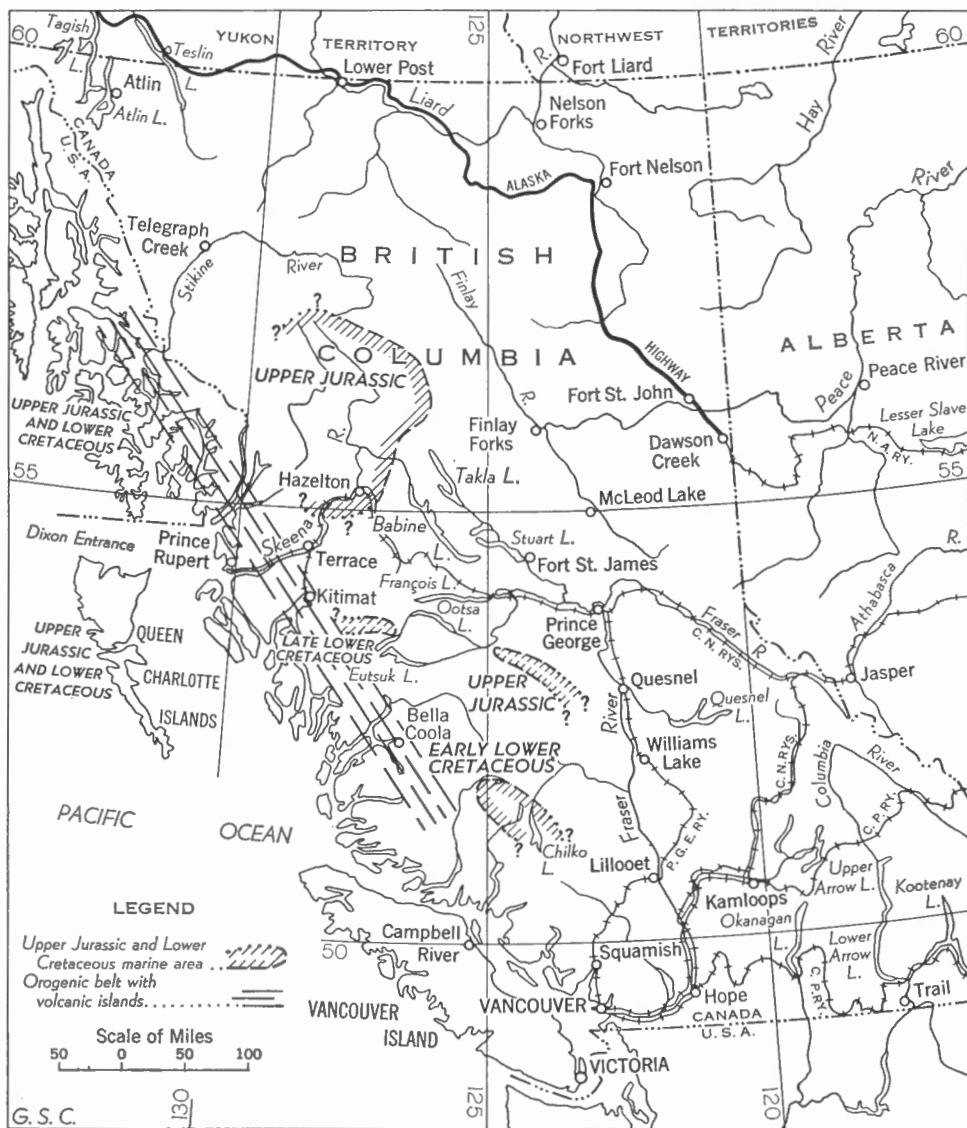 60
Tagish
L.
Teslin
L.
YUKON
TERRITORY
125
NORTHWEST
TERRITORIES
River
60
Atlin
Atlin L.
Lower Post
Liard
R.
Fort Liard
Nelson
Forks
Hay
CANADA
U.S.A.
ALASKA
Fort Nelson
River
Telegraph
Creek
Stikine
River
BRITISH
Finlay
?
?
COLUMBIA
HIGHWAY
ALBERTA
UPPER JURASSIC
R.
Fort St. John
Peace
Peace River
UPPER JURASSIC
AND LOWER
CRETACEOUS
R.
Finlay
Forks
Dawson
Creek
Lesser Slave
Lake
N.A.RY.
55
Hazelton
Takla L.
55
?
?
McLeod Lake
Dixon Entrance
Prince
Rupert
Skeena
Babine
L.
Stuart L.
Terrace
Fort St. James
R.
Kitimat
François L.
Ootsa
L.
Athabasca
UPPER
JURASSIC
AND LOWER
CRETACEOUS
QUEEN
CHARLOTTE
ISLANDS
?
?
LATE LOWER
CRETACEOUS
Eutsuk L.
Prince
George
Fraser
R
C.N.RYS.
Jasper
UPPER
JURASSIC
?
?
Quesnel
Quesnel
L.
River
Bella
Coola
EARLY LOWER
CRETACEOUS
Williams
Lake
C.N.RYS.
Columbia
River
PACIFIC
OCEAN
?
?
Chilko
L.
Fraser
P.G.E.RY.
C.P.RY.
Lillooet
Kamloops
Upper
Arrow L.
Kootenay
L.
LEGEND
Upper Jurassic and Lower
Cretaceous marine area
Orogenic belt with
volcanic islands
Scale of Miles
50 0 50 100
Campbell
River
50
Okanagan
L.
Squamish
Lower
Arrow
L.
C.P.RY.
VANCOUVER
ISLAND
VANCOUVER
Hope
CANADA
U.S.A.
Trail
VICTORIA
G.S.C.
130
125
120